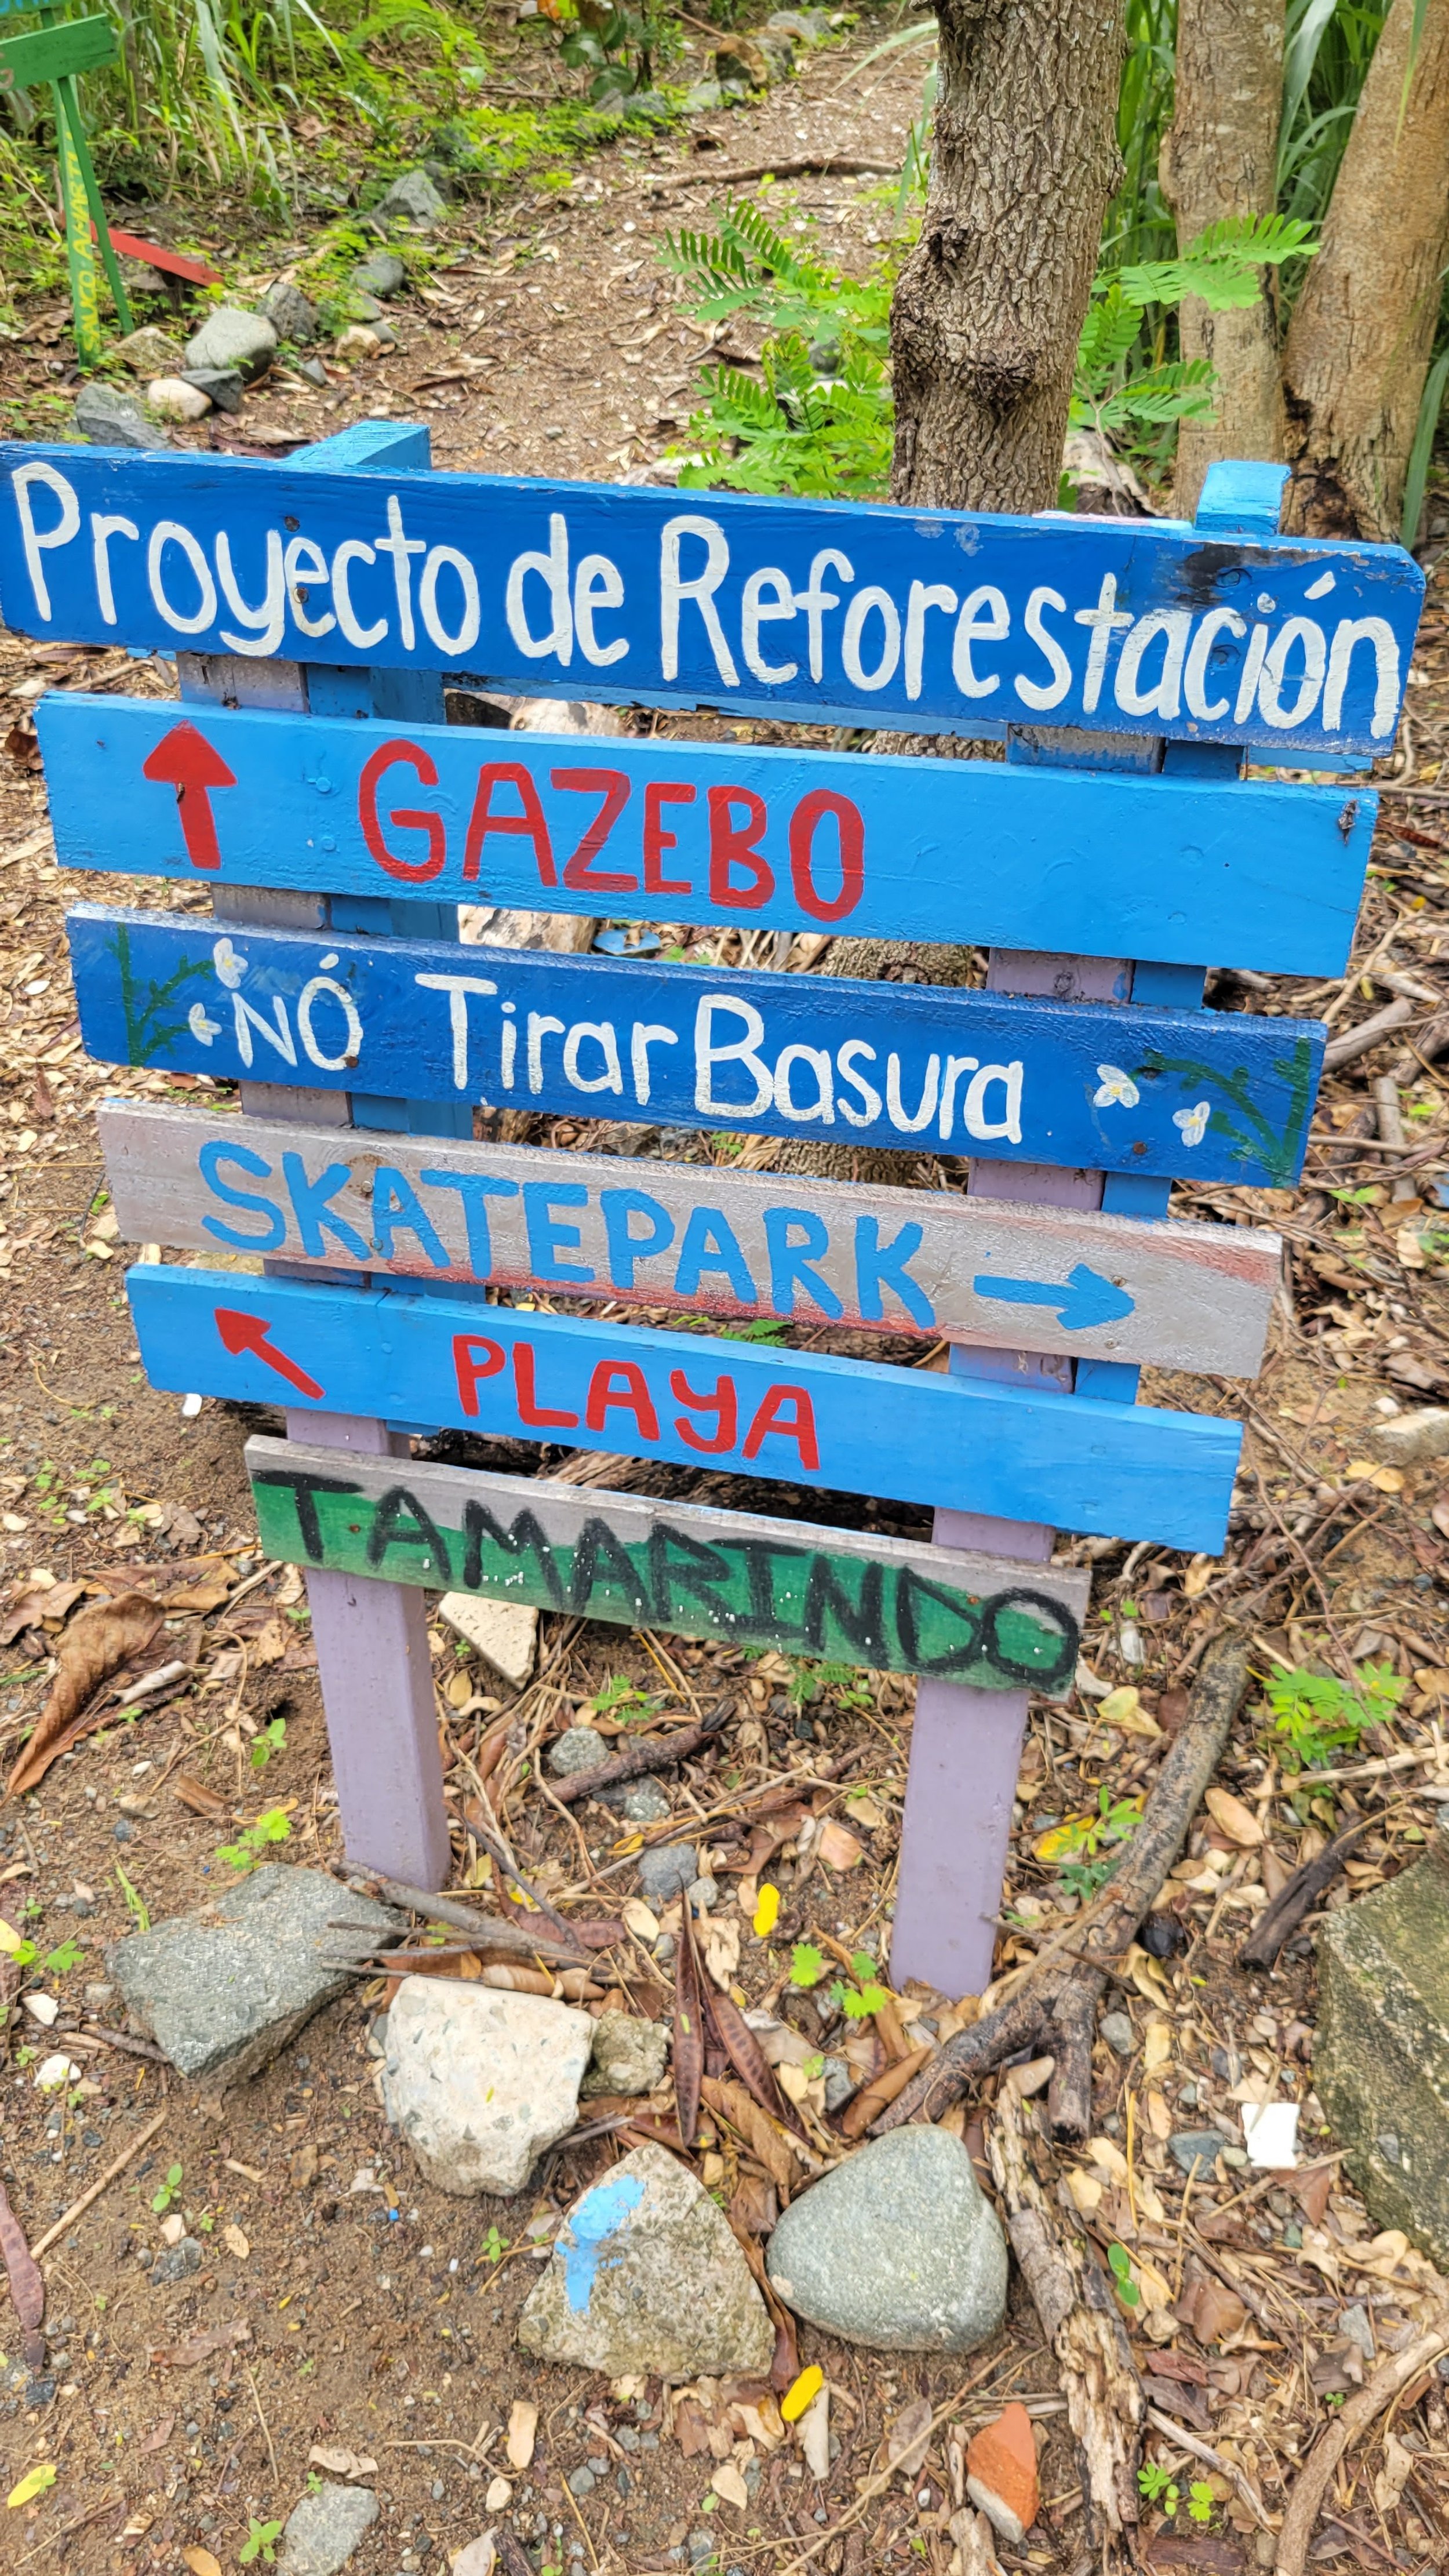 Proyecto de Reforestación
GAZEBO
NÓ Tirar Basura
SKATEPARK
PLAYA
TAMARINDO